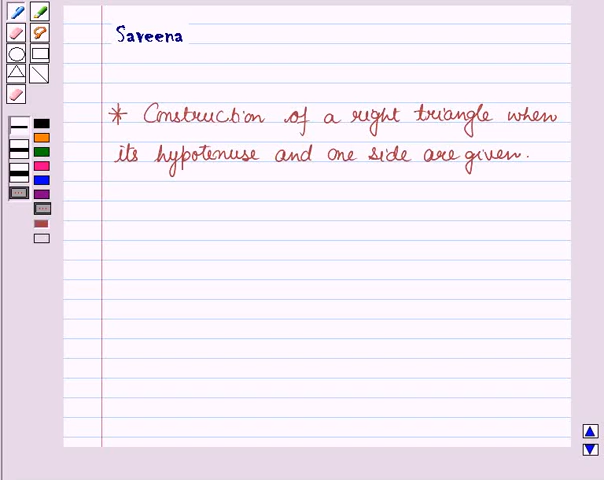 Saveena
* Construction of a right triangle when
its hypotenuse and one side are given.